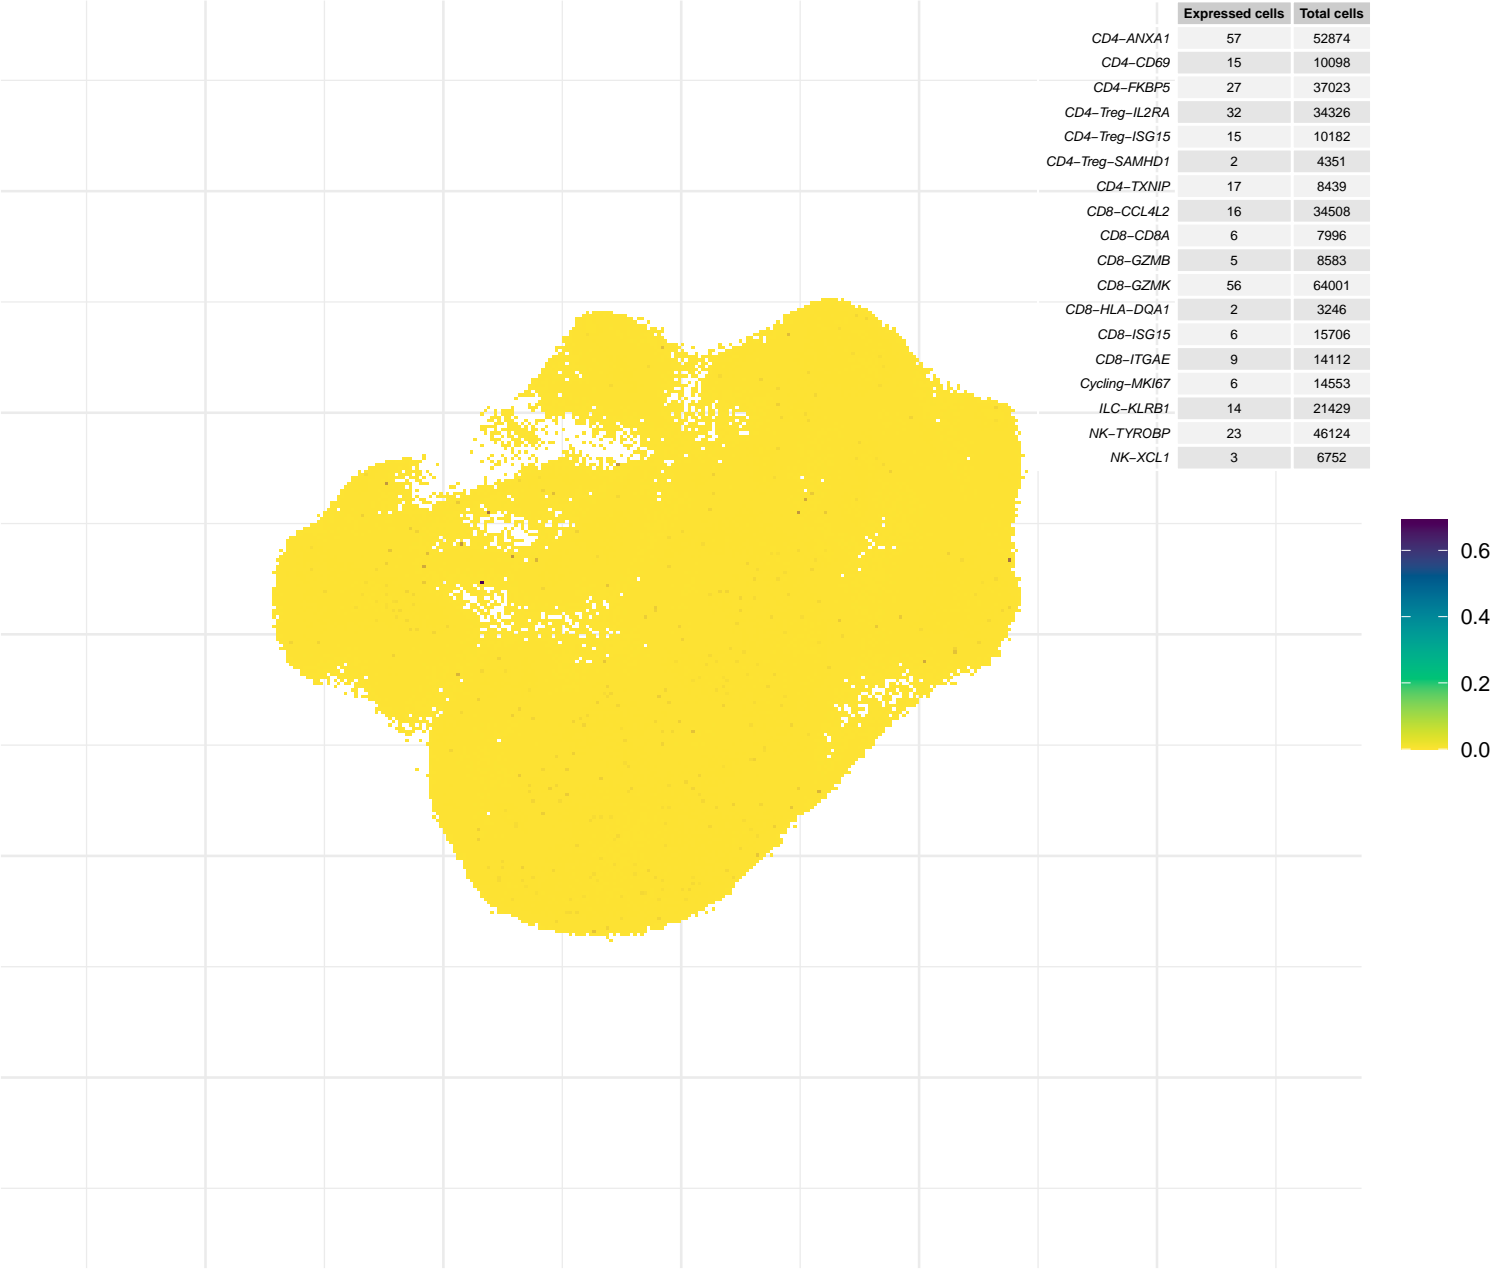 Expressed cells Total cells
CD4−ANXA1 57 52874
CD4−CD69 15 10098
CD4−FKBP5 27 37023
CD4−Treg−IL2RA 32 34326
CD4−Treg−ISG15 15 10182
CD4−Treg−SAMHD1 2 4351
CD4−TXNIP 17 8439
CD8−CCL4L2 16 34508
CD8−CD8A 6 7996
CD8−GZMB 5 8583
CD8−GZMK 56 64001
CD8−HLA−DQA1 2 3246
CD8−ISG15 6 15706
CD8−ITGAE 9 14112
Cycling−MKI67 6 14553
ILC−KLRB1 14 21429
NK−TYROBP 23 46124
NK−XCL1 3 6752
0.6
0.4
0.2
0.0